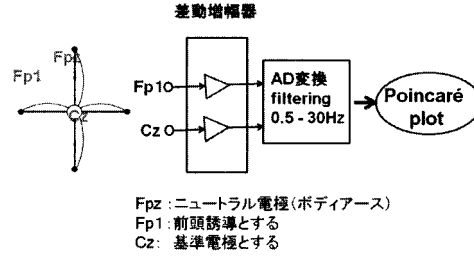 差動増幅器
Fpz
Fp1
Cz
Fp1
Cz
AD変換
filtering
0.5 - 30Hz
Poincaré
plot
Fpz :ニュートラル電極(ボディアース)
Fp1:前頭誘導とする
Cz: 基準電極とする